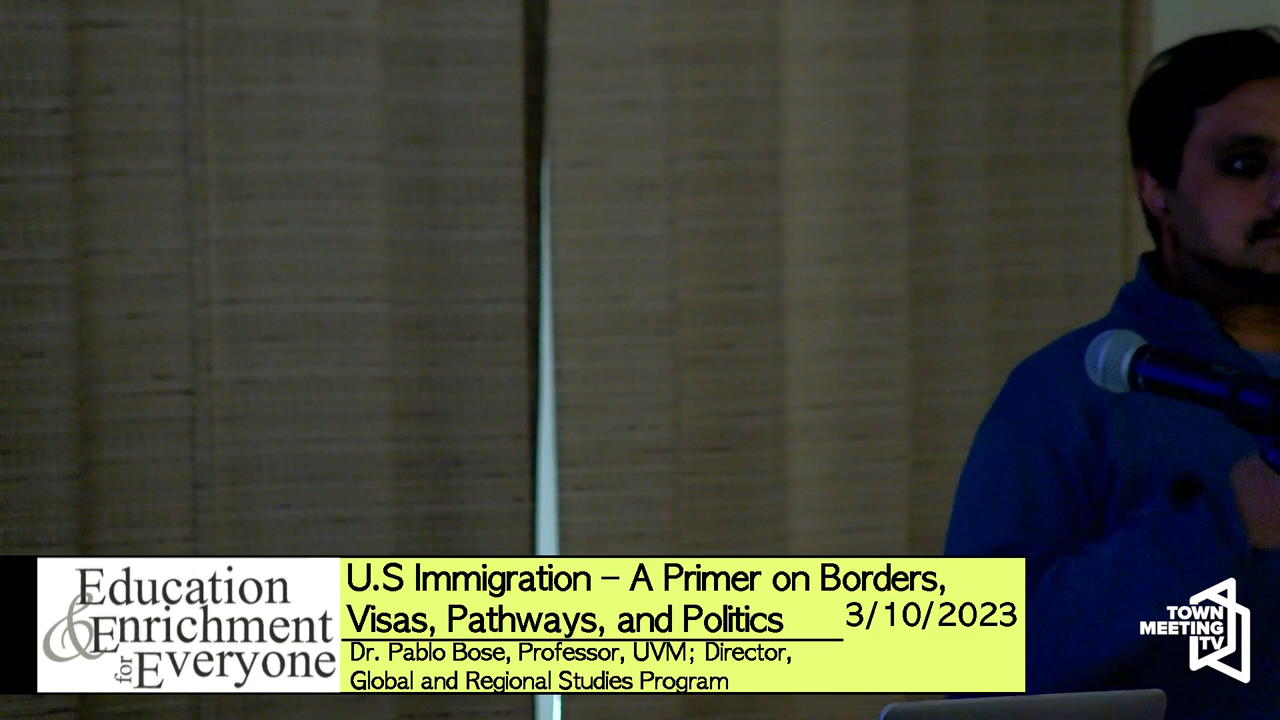 Education
& Enrichment
for Everyone
U.S Immigration – A Primer on Borders,
Visas, Pathways, and Politics
3/10/2023
Dr. Pablo Bose, Professor, UVM; Director,
Global and Regional Studies Program
TOWN
MEETING
TV